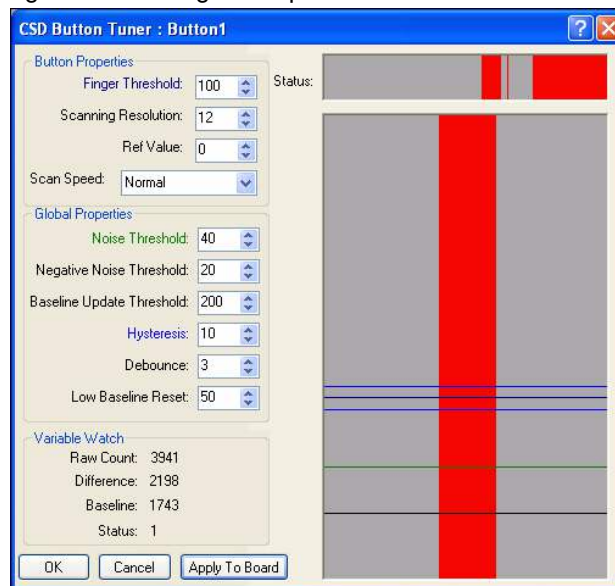 CSD Button Tuner : Button1
Button Properties
Finger Threshold: 100
Scanning Resolution: 12
Ref Value: 0
Scan Speed: Normal
Status:
Global Properties
Noise Threshold: 40
Negative Noise Threshold: 20
Baseline Update Threshold: 200
Hysteresis: 10
Debounce: 3
Low Baseline Reset: 50
Variable Watch
Raw Count: 3941
Difference: 2198
Baseline: 1743
Status: 1
OK Cancel Apply To Board